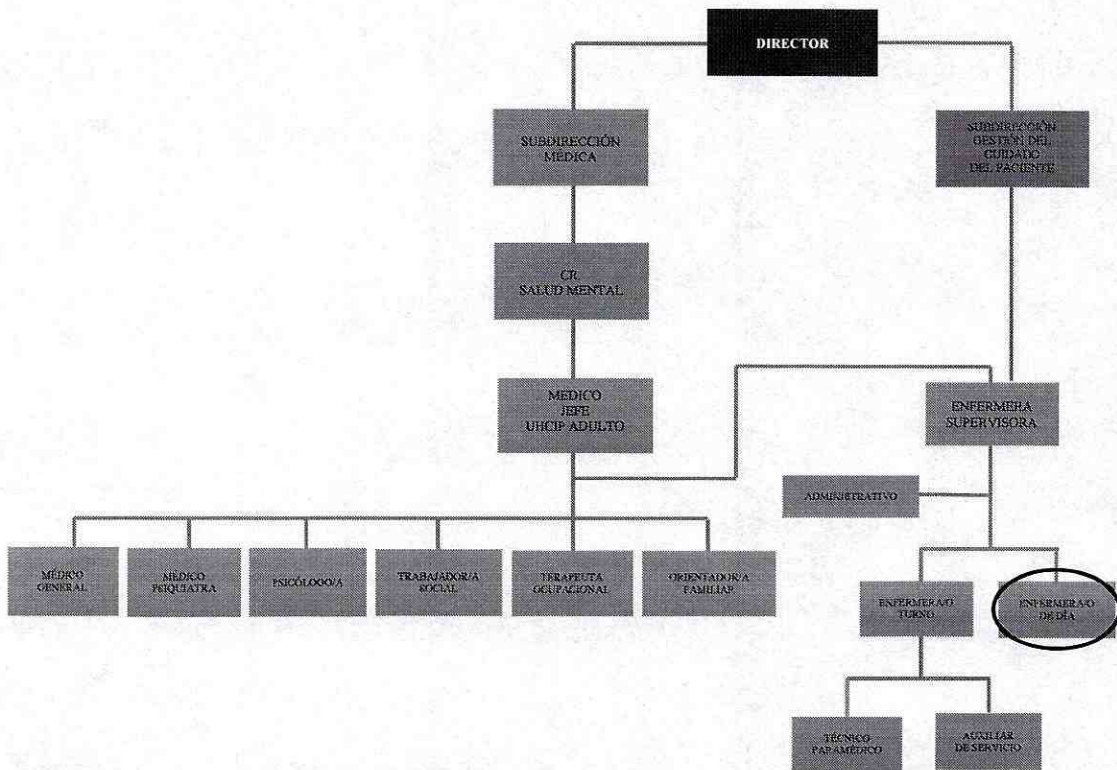 DIRECTOR
SUBDIRECCIÓN
MÉDICA
SUBDIRECCIÓN
GESTIÓN DEL
CUIDADO
DEL PACIENTE
CR
SALUD MENTAL
MEDICO
JEFE
UHCIP ADULTO
ENFERMERA
SUPERVISORA
ADMINISTRATIVO
MÉDICO
GENERAL
MÉDICO
PSIQUIATRA
PSICÓLOGO/A
TRABAJADOR/A
SOCIAL
TERAPEUTA
OCUPACIONAL
ORIENTADOR/A
FAMILIAR
ENFERMERA/O
TURNO
ENFERMERA/O
DE DÍA
TÉCNICO
PARAMÉDICO
AUXILIAR
DE SERVICIO